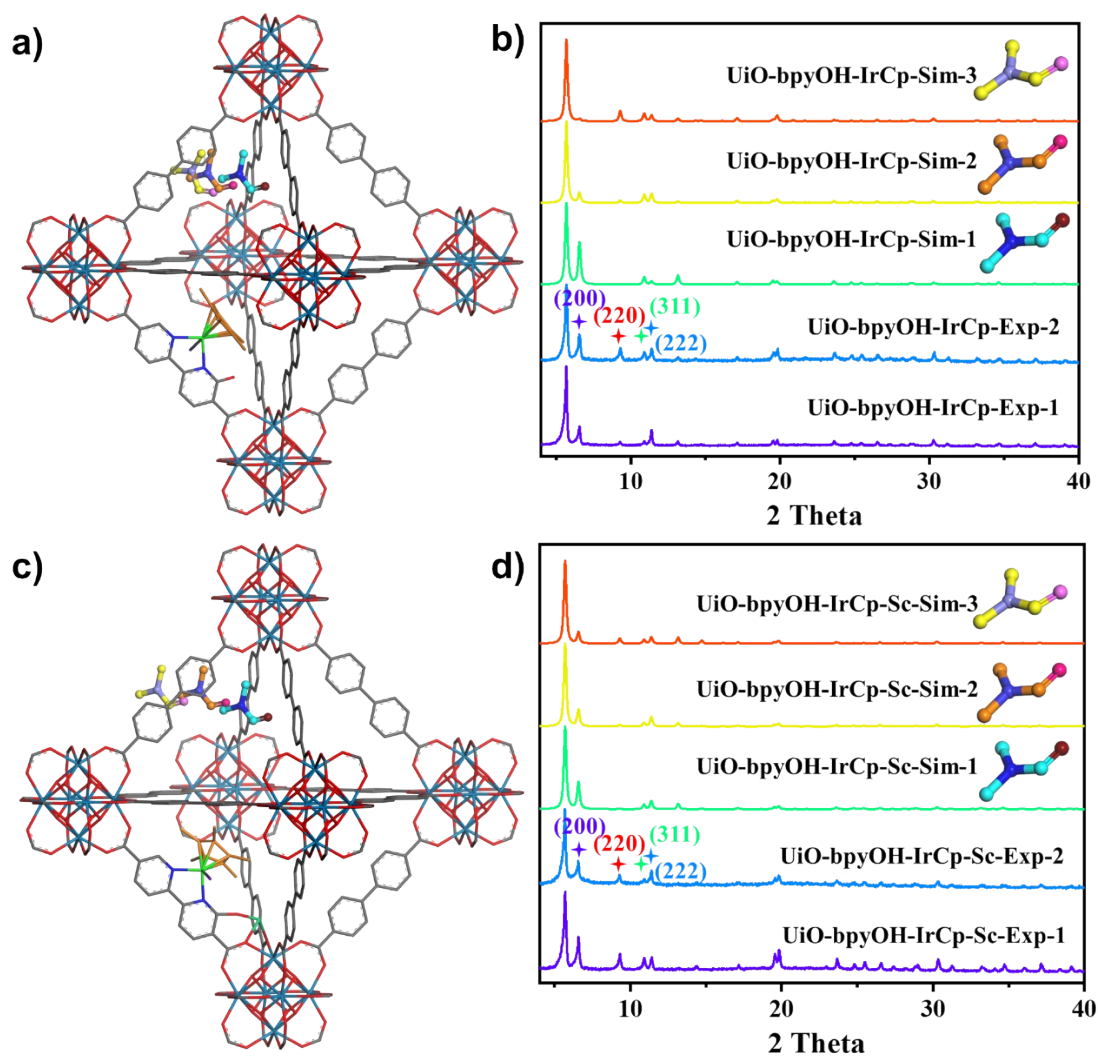 a)
b)
UiO-bpyOH-IrCp-Sim-3
UiO-bpyOH-IrCp-Sim-2
UiO-bpyOH-IrCp-Sim-1
(200)
(220)
(311)
(222)
UiO-bpyOH-IrCp-Exp-2
UiO-bpyOH-IrCp-Exp-1
10 20 30 40
2 Theta
c)
d)
UiO-bpyOH-IrCp-Sc-Sim-3
UiO-bpyOH-IrCp-Sc-Sim-2
UiO-bpyOH-IrCp-Sc-Sim-1
(200)
(220)
(311)
(222)
UiO-bpyOH-IrCp-Sc-Exp-2
UiO-bpyOH-IrCp-Sc-Exp-1
10 20 30 40
2 Theta